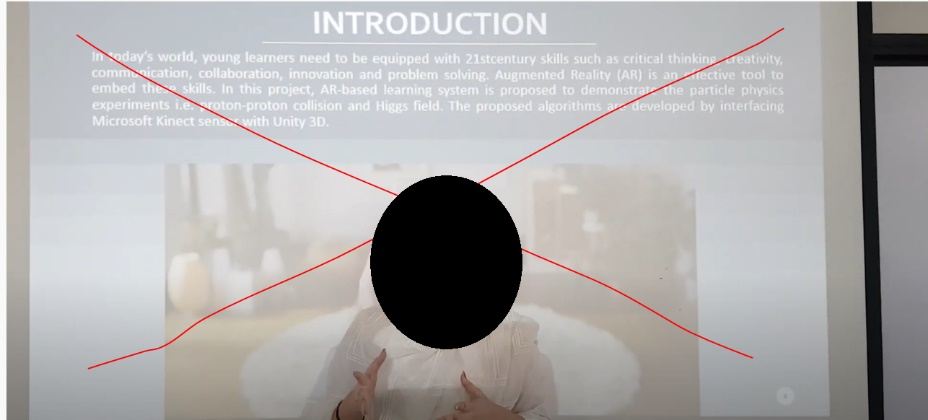 INTRODUCTION
In today's world, young learners need to be equipped with 21stcentury skills such as critical thinking, creativity,
communication, collaboration, innovation and problem solving. Augmented Reality (AR) is an effective tool to
embed these skills. In this project, AR-based learning system is proposed to demonstrate the particle physics
experiments i.e. proton-proton collision and Higgs field. The proposed algorithms are developed by interfacing
Microsoft Kinect sensor with Unity 3D.